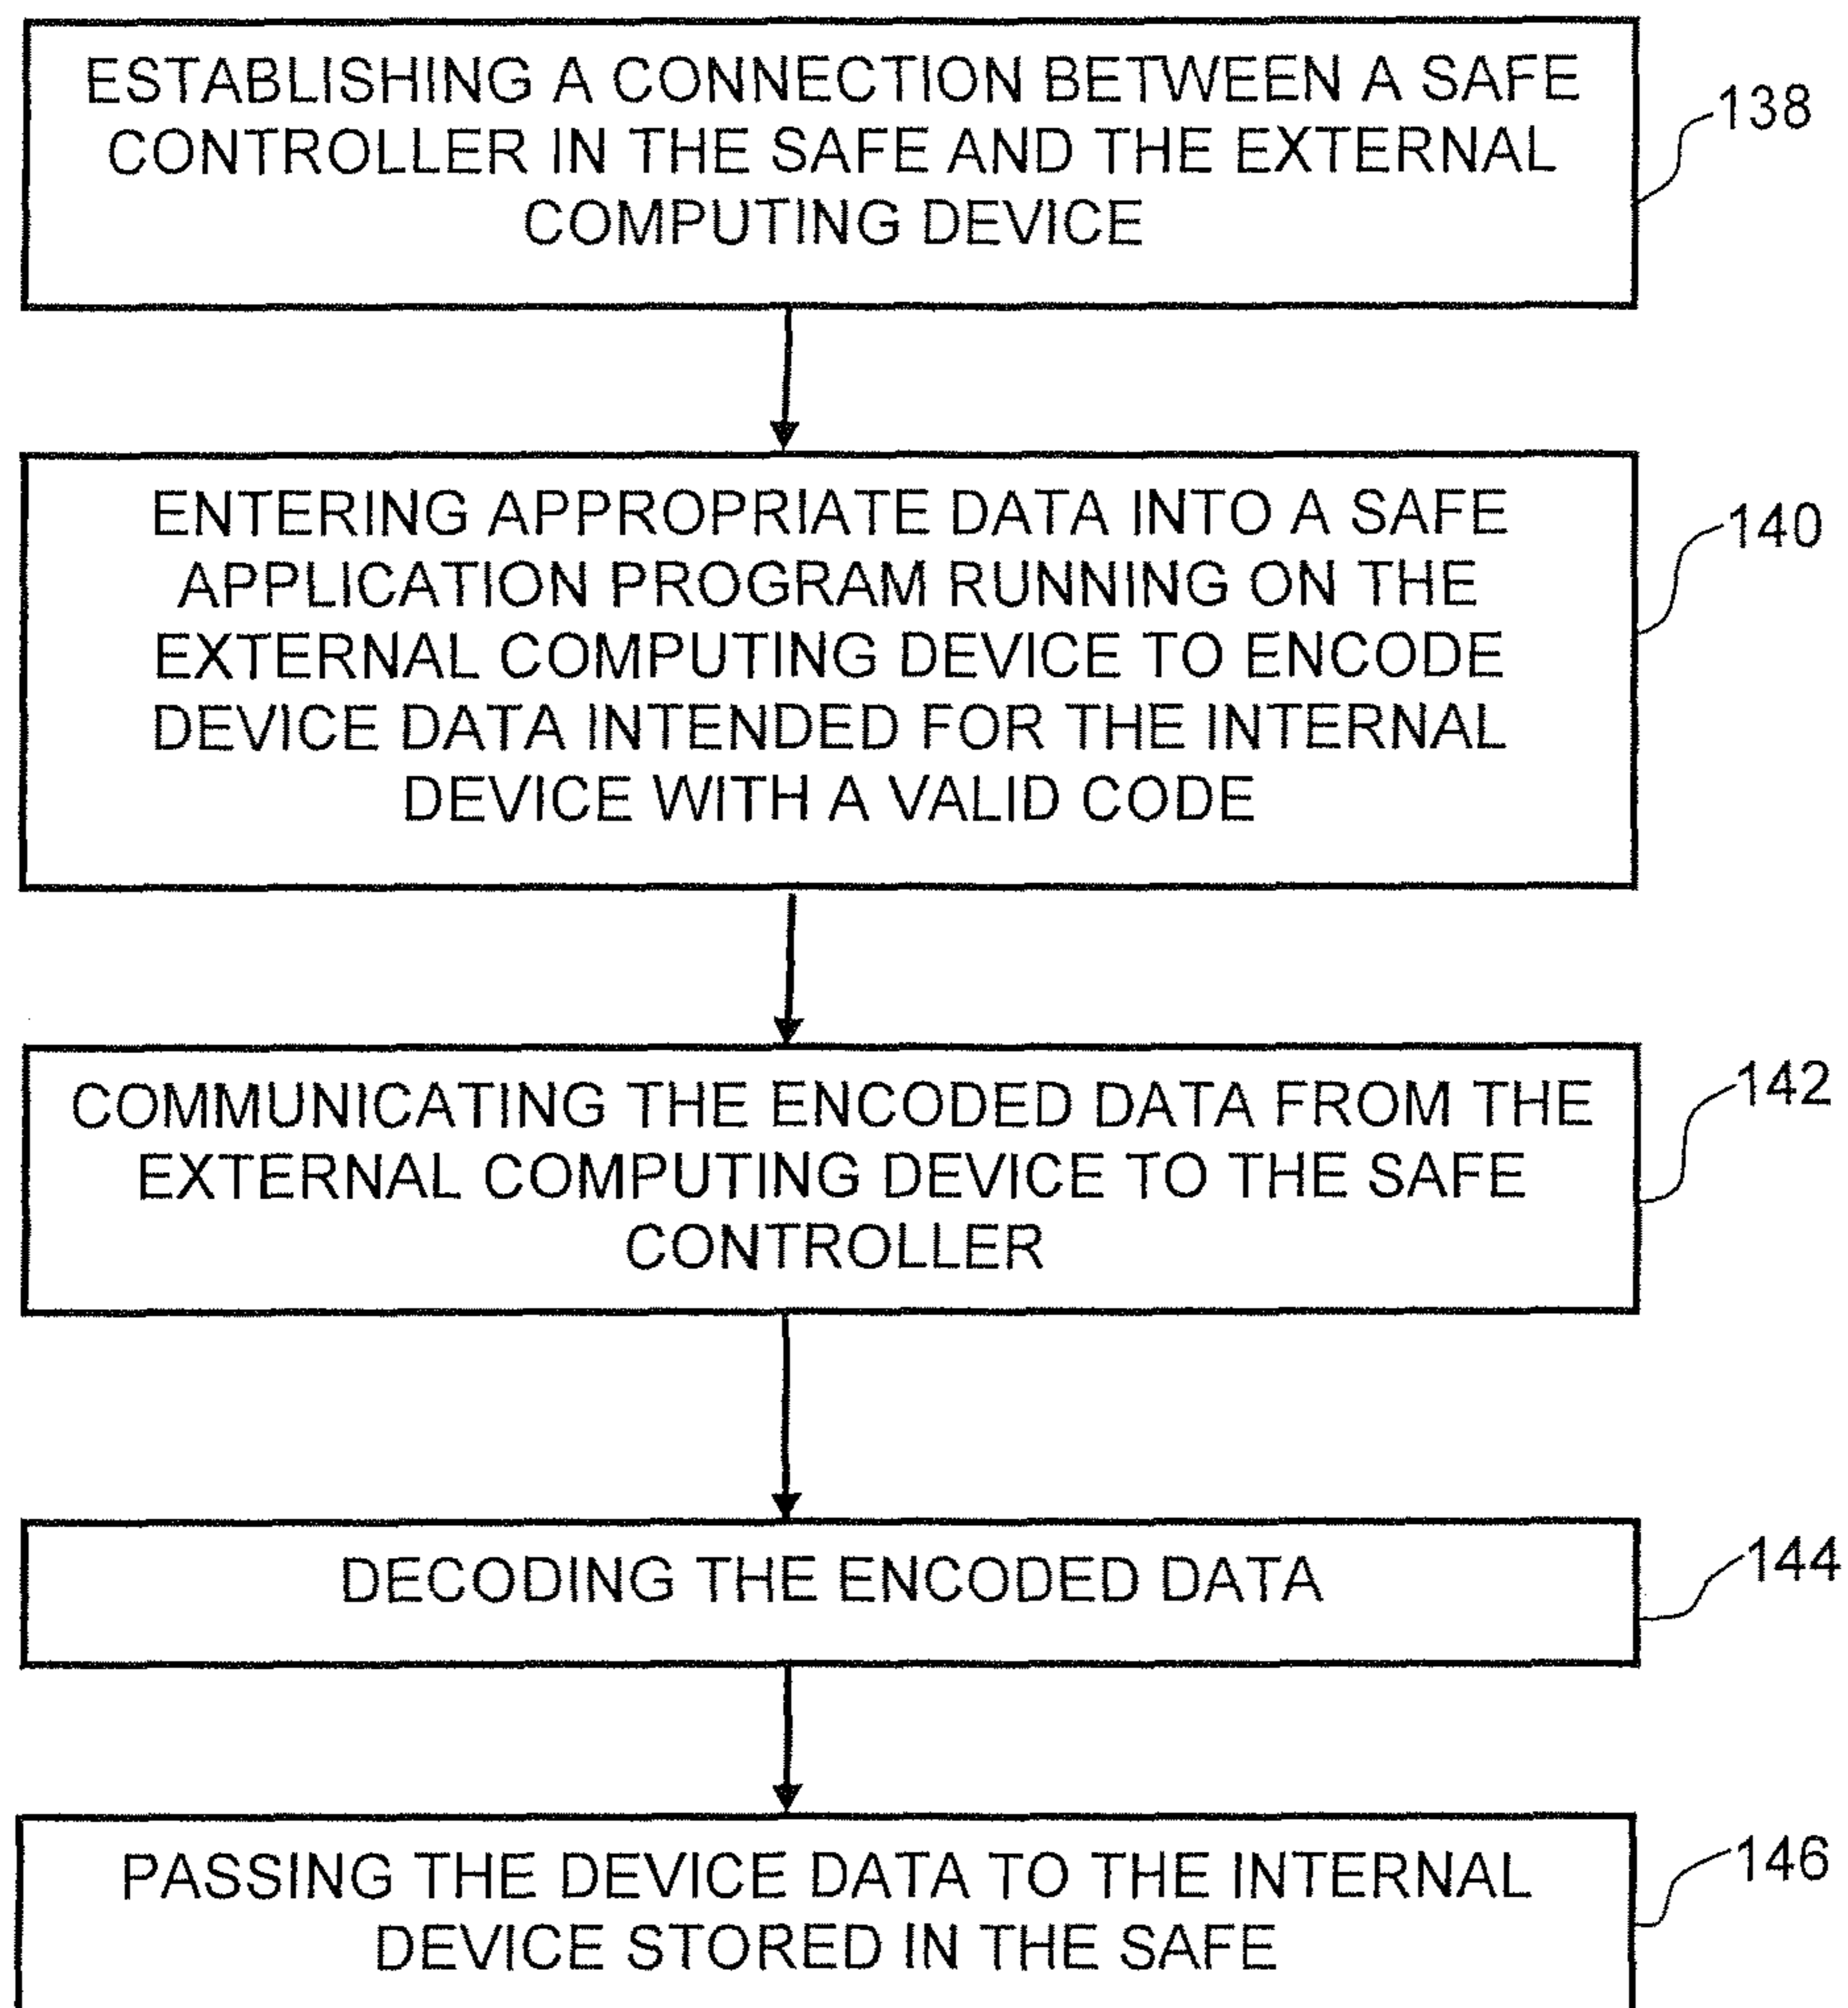 ESTABLISHING A CONNECTION BETWEEN A SAFE
CONTROLLER IN THE SAFE AND THE EXTERNAL
COMPUTING DEVICE
138
ENTERING APPROPRIATE DATA INTO A SAFE
APPLICATION PROGRAM RUNNING ON THE
EXTERNAL COMPUTING DEVICE TO ENCODE
DEVICE DATA INTENDED FOR THE INTERNAL
DEVICE WITH A VALID CODE
140
COMMUNICATING THE ENCODED DATA FROM THE
EXTERNAL COMPUTING DEVICE TO THE SAFE
CONTROLLER
142
DECODING THE ENCODED DATA
144
PASSING THE DEVICE DATA TO THE INTERNAL
DEVICE STORED IN THE SAFE
146